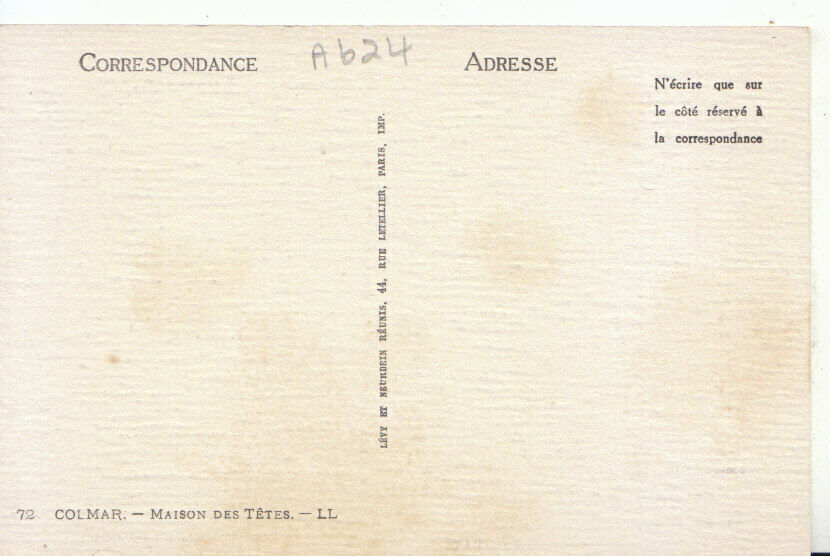 CORRESPONDANCE
A624
ADRESSE
N'écrire que sur
le côté réservé à
la correspondance
LÉVY ET NEURDEIN RÉUNIS, 44, RUE LETELLIER, PARIS, IMP.
72 COLMAR. — MAISON DES TÊTES. — LL